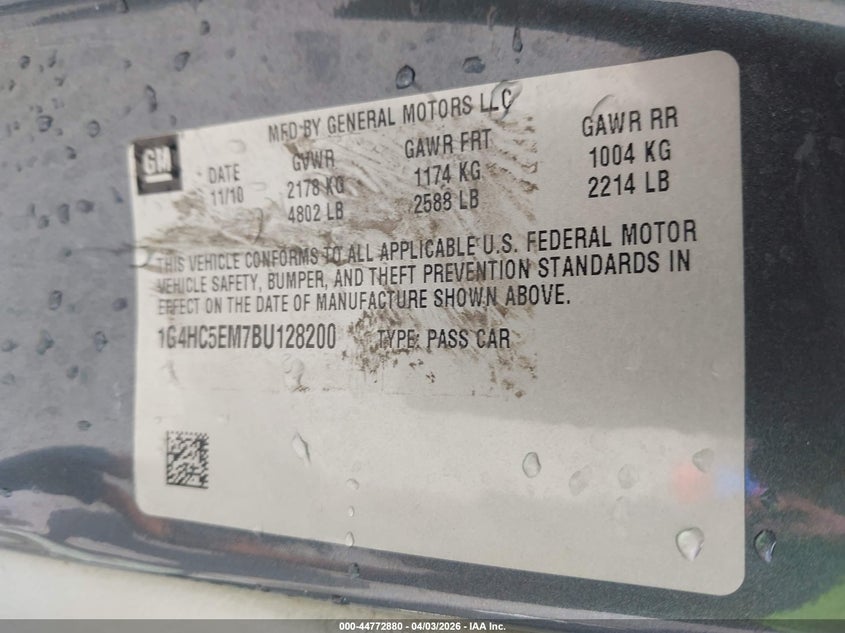 MFD BY GENERAL MOTORS LLC
GM
DATE GVWR GAWR FRT GAWR RR
11/10 2178 KG 1174 KG 1004 KG
4802 LB 2588 LB 2214 LB
THIS VEHICLE CONFORMS TO ALL APPLICABLE U.S. FEDERAL MOTOR
VEHICLE SAFETY, BUMPER, AND THEFT PREVENTION STANDARDS IN
EFFECT ON THE DATE OF MANUFACTURE SHOWN ABOVE.
1G4HC5EM7BU128200 TYPE: PASS CAR
000-44772880 - 04/03/2026 - IAA Inc.